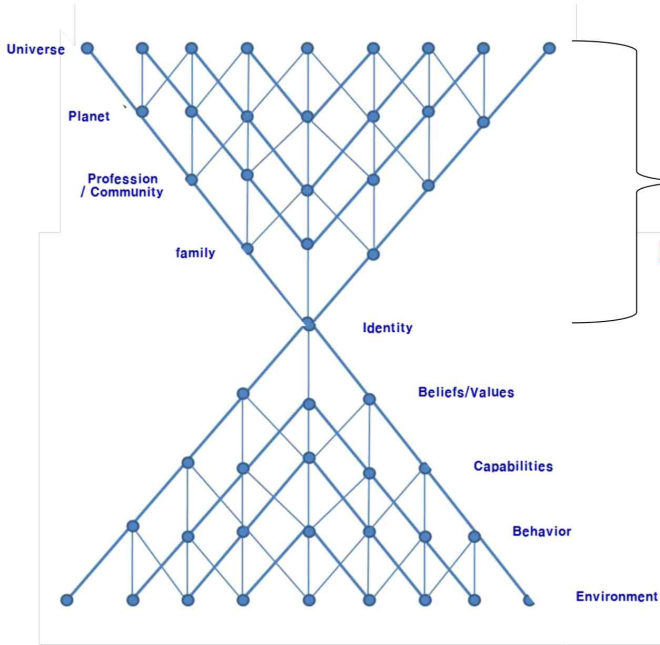 Universe
Planet
Profession
/ Community
family
Identity
Beliefs/Values
Capabilities
Behavior
Environment